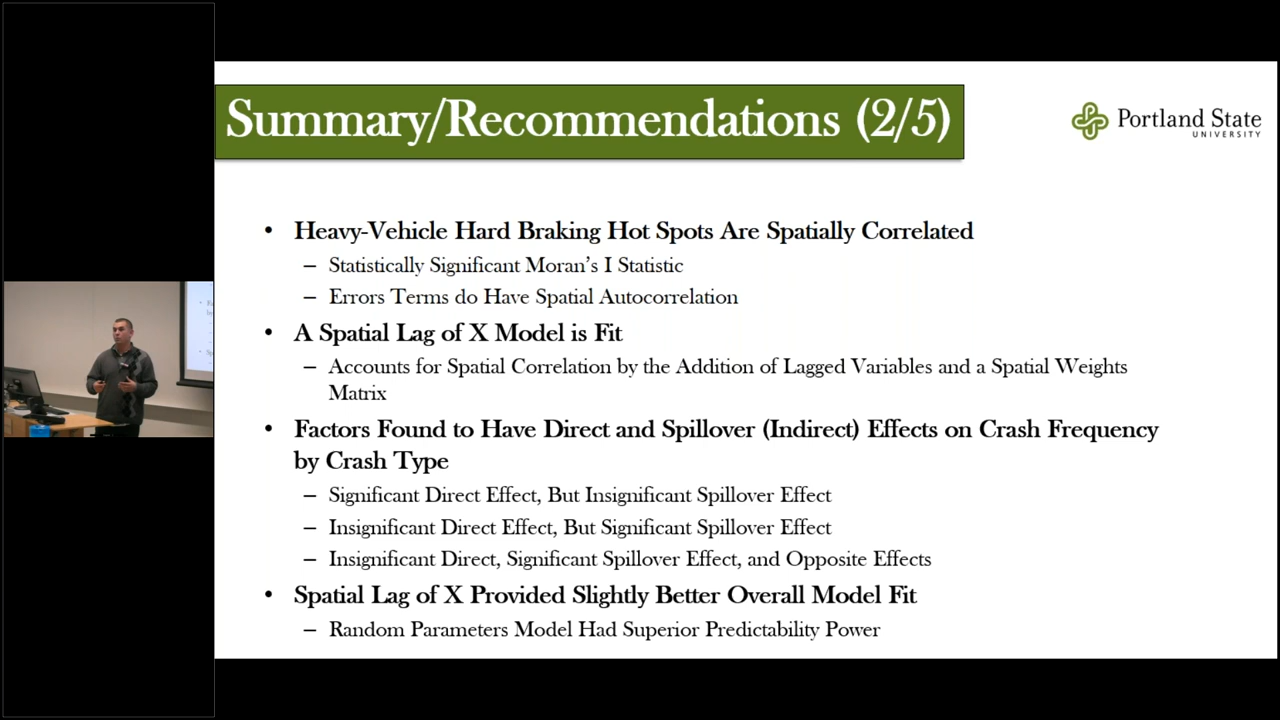 Summary/Recommendations (2/5)
Portland State
UNIVERSITY
• Heavy-Vehicle Hard Braking Hot Spots Are Spatially Correlated
– Statistically Significant Moran's I Statistic
– Errors Terms do Have Spatial Autocorrelation
• A Spatial Lag of X Model is Fit
– Accounts for Spatial Correlation by the Addition of Lagged Variables and a Spatial Weights
Matrix
• Factors Found to Have Direct and Spillover (Indirect) Effects on Crash Frequency
by Crash Type
– Significant Direct Effect, But Insignificant Spillover Effect
– Insignificant Direct Effect, But Significant Spillover Effect
– Insignificant Direct, Significant Spillover Effect, and Opposite Effects
• Spatial Lag of X Provided Slightly Better Overall Model Fit
– Random Parameters Model Had Superior Predictability Power